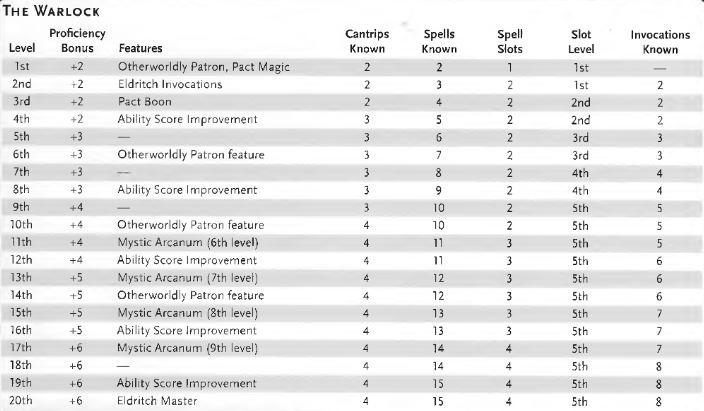 THE WARLOCK
Proficiency Cantrips Spells Spell Slot Invocations
Level Bonus Features Known Known Slots Level Known
1st +2 Otherworldly Patron, Pact Magic 2 2 1 1st —
2nd +2 Eldritch Invocations 2 3 2 1st 2
3rd +2 Pact Boon 2 4 2 2nd 2
4th +2 Ability Score Improvement 3 5 2 2nd 2
5th +3 — 3 6 2 3rd 3
6th +3 Otherworldly Patron feature 3 7 2 3rd 3
7th +3 — 3 8 2 4th 4
8th +3 Ability Score Improvement 3 9 2 4th 4
9th +4 — 3 10 2 5th 5
10th +4 Otherworldly Patron feature 4 10 2 5th 5
11th +4 Mystic Arcanum (6th level) 4 11 3 5th 5
12th +4 Ability Score Improvement 4 11 3 5th 6
13th +5 Mystic Arcanum (7th level) 4 12 3 5th 6
14th +5 Otherworldly Patron feature 4 12 3 5th 6
15th +5 Mystic Arcanum (8th level) 4 13 3 5th 7
16th +5 Ability Score Improvement 4 13 3 5th 7
17th +6 Mystic Arcanum (9th level) 4 14 4 5th 7
18th +6 — 4 14 4 5th 8
19th +6 Ability Score Improvement 4 15 4 5th 8
20th +6 Eldritch Master 4 15 4 5th 8